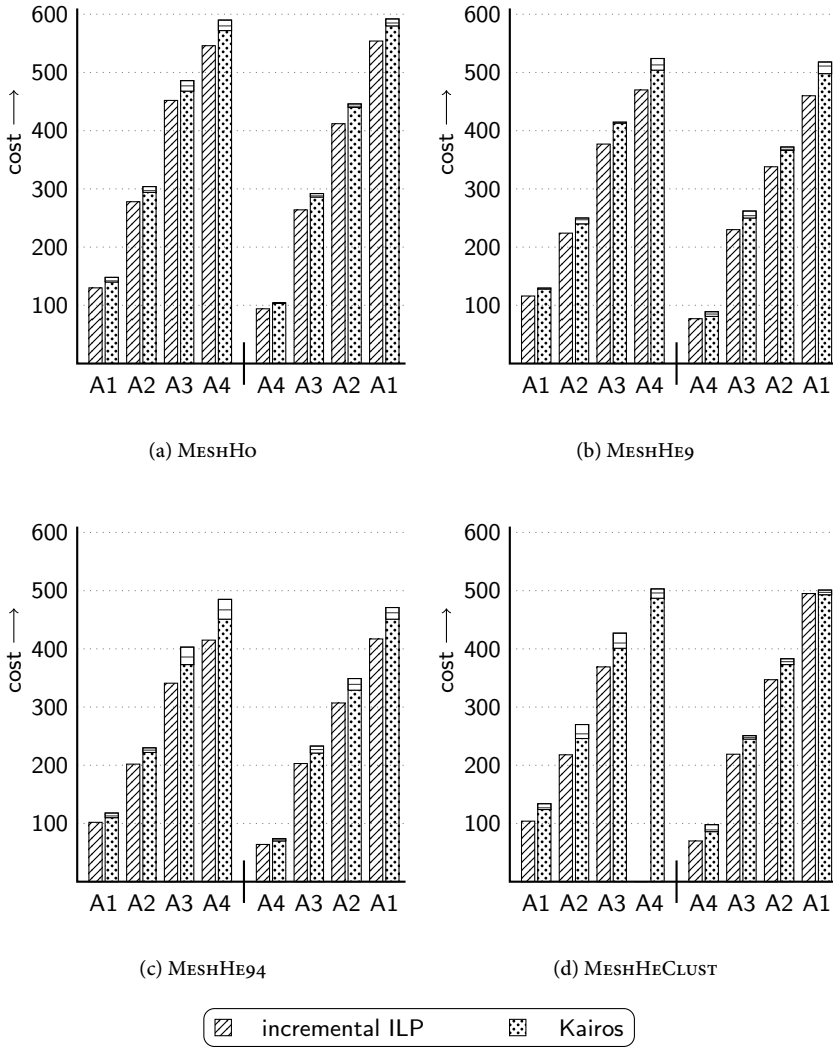 600
500
400
300
200
100
cost
A1 A2 A3 A4 A4 A3 A2 A1
(a) MeshHo
600
500
400
300
200
100
cost
A1 A2 A3 A4 A4 A3 A2 A1
(b) MeshHe9
600
500
400
300
200
100
cost
A1 A2 A3 A4 A4 A3 A2 A1
(c) MeshHe94
600
500
400
300
200
100
cost
A1 A2 A3 A4 A4 A3 A2 A1
(d) MeshHeClust
incremental ILP Kairos